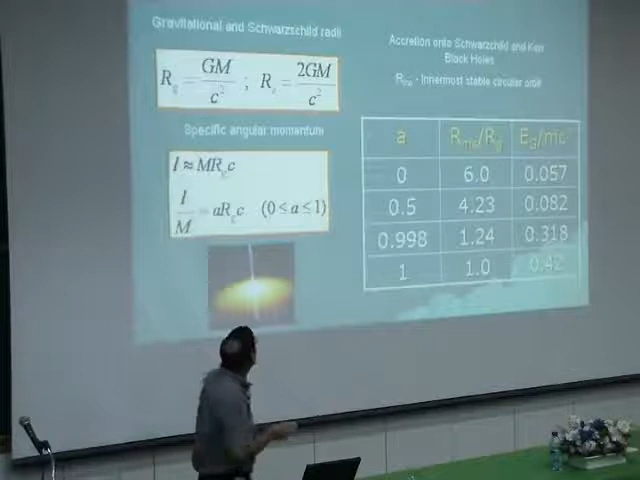 Gravitational and Schwarzschild radii
R_g = GM/c² ; R_s = 2GM/c²
Specific angular momentum
l ≈ MR_g c
l/M = aR_g c (0 ≤ a ≤ 1)
Accretion onto Schwarzschild and Kerr
Black Holes
R_ms - Innermost stable circular orbit
a R_ms/R_g
0 6.0 0.057
0.5 4.23 0.082
0.998 1.24 0.318
1 1.0 0.42